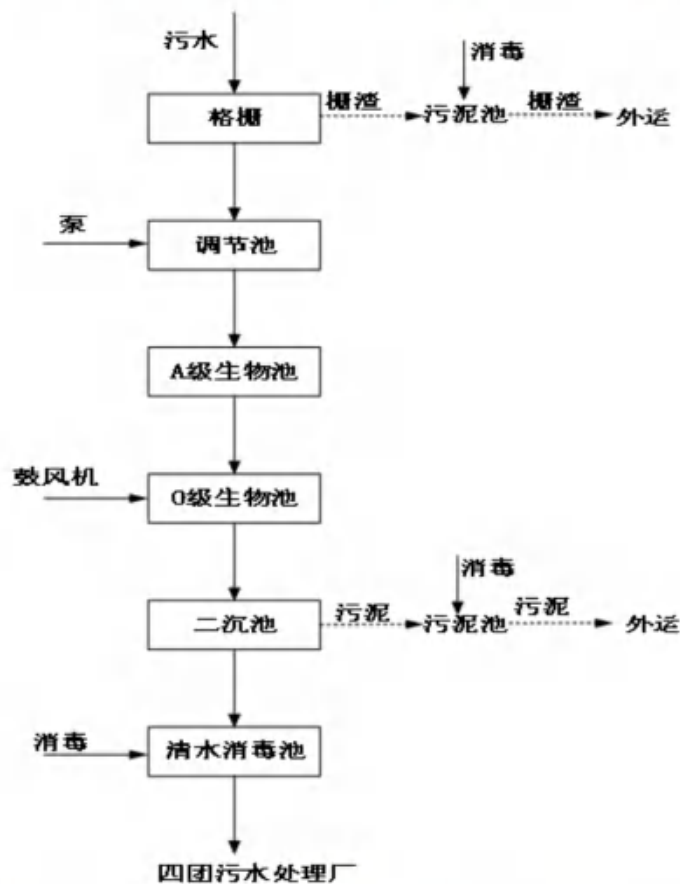 污水
消毒
格栅
栅渣
污泥池
栅渣
外运
泵
调节池
A级生物池
鼓风机
O级生物池
消毒
二沉池
污泥
污泥池
污泥
外运
消毒
清水消毒池
四团污水处理厂